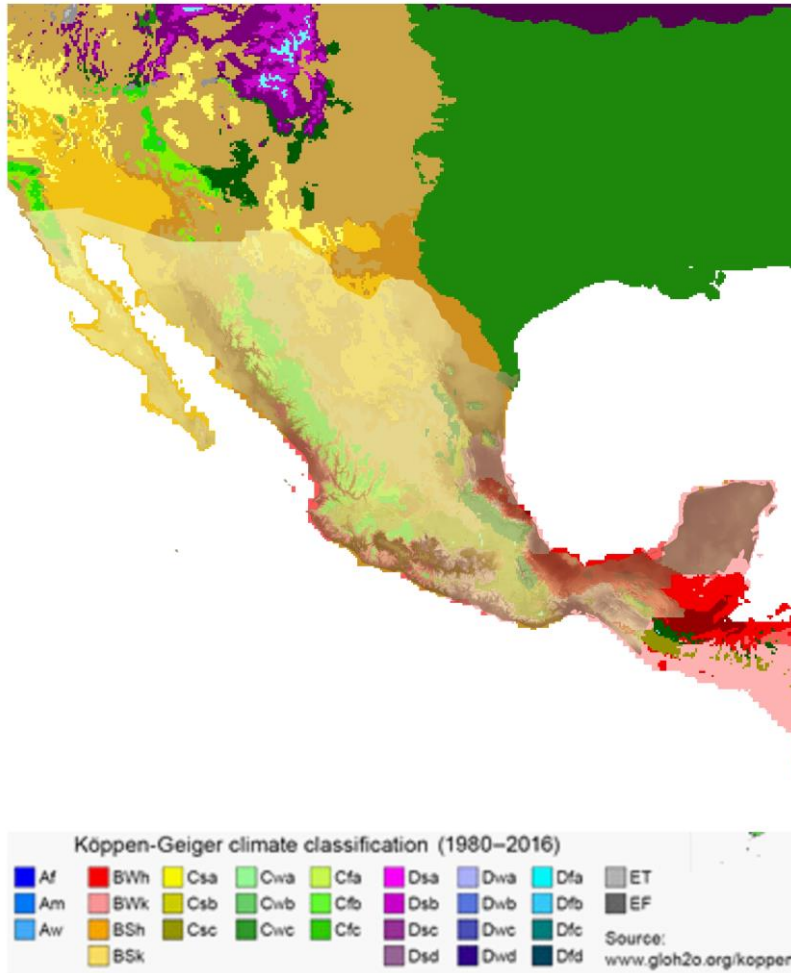 Köppen-Geiger climate classification (1980–2016)
Af BWh Csa Cwa Cfa Dsa Dwa Dfa ET
Am BWk Csb Cwb Cfb Dsb Dwb Dfb EF
Aw BSh Csc Cwc Cfc Dsc Dwc Dfc Source:
BSk Dsd Dwd Dfd www.gloh2o.org/koppen